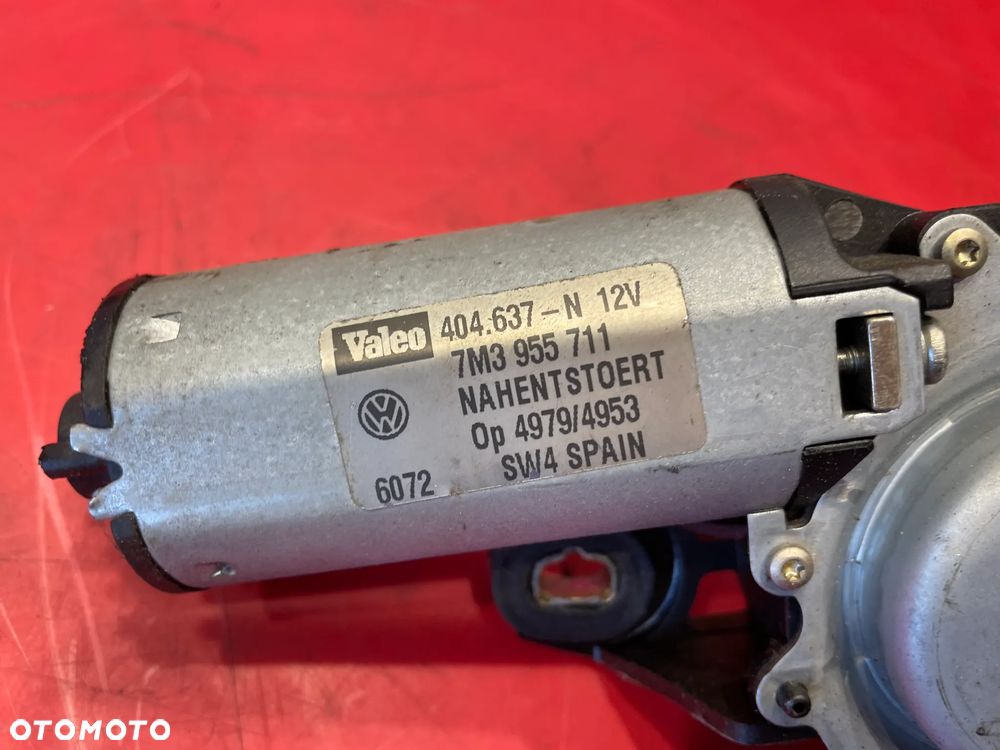 Valeo 404.637-N 12V
7M3 955 711
NAHENTSTOERT
Op 4979/4953
6072 SW4 SPAIN
OTOMOTO